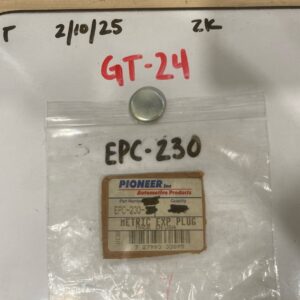 T 2/10/25 ZK
GT-24
EPC-230
PIONEER Inc
Automotive Products
Part Number Quantity
EPC-230-
METRIC EXP PLUG